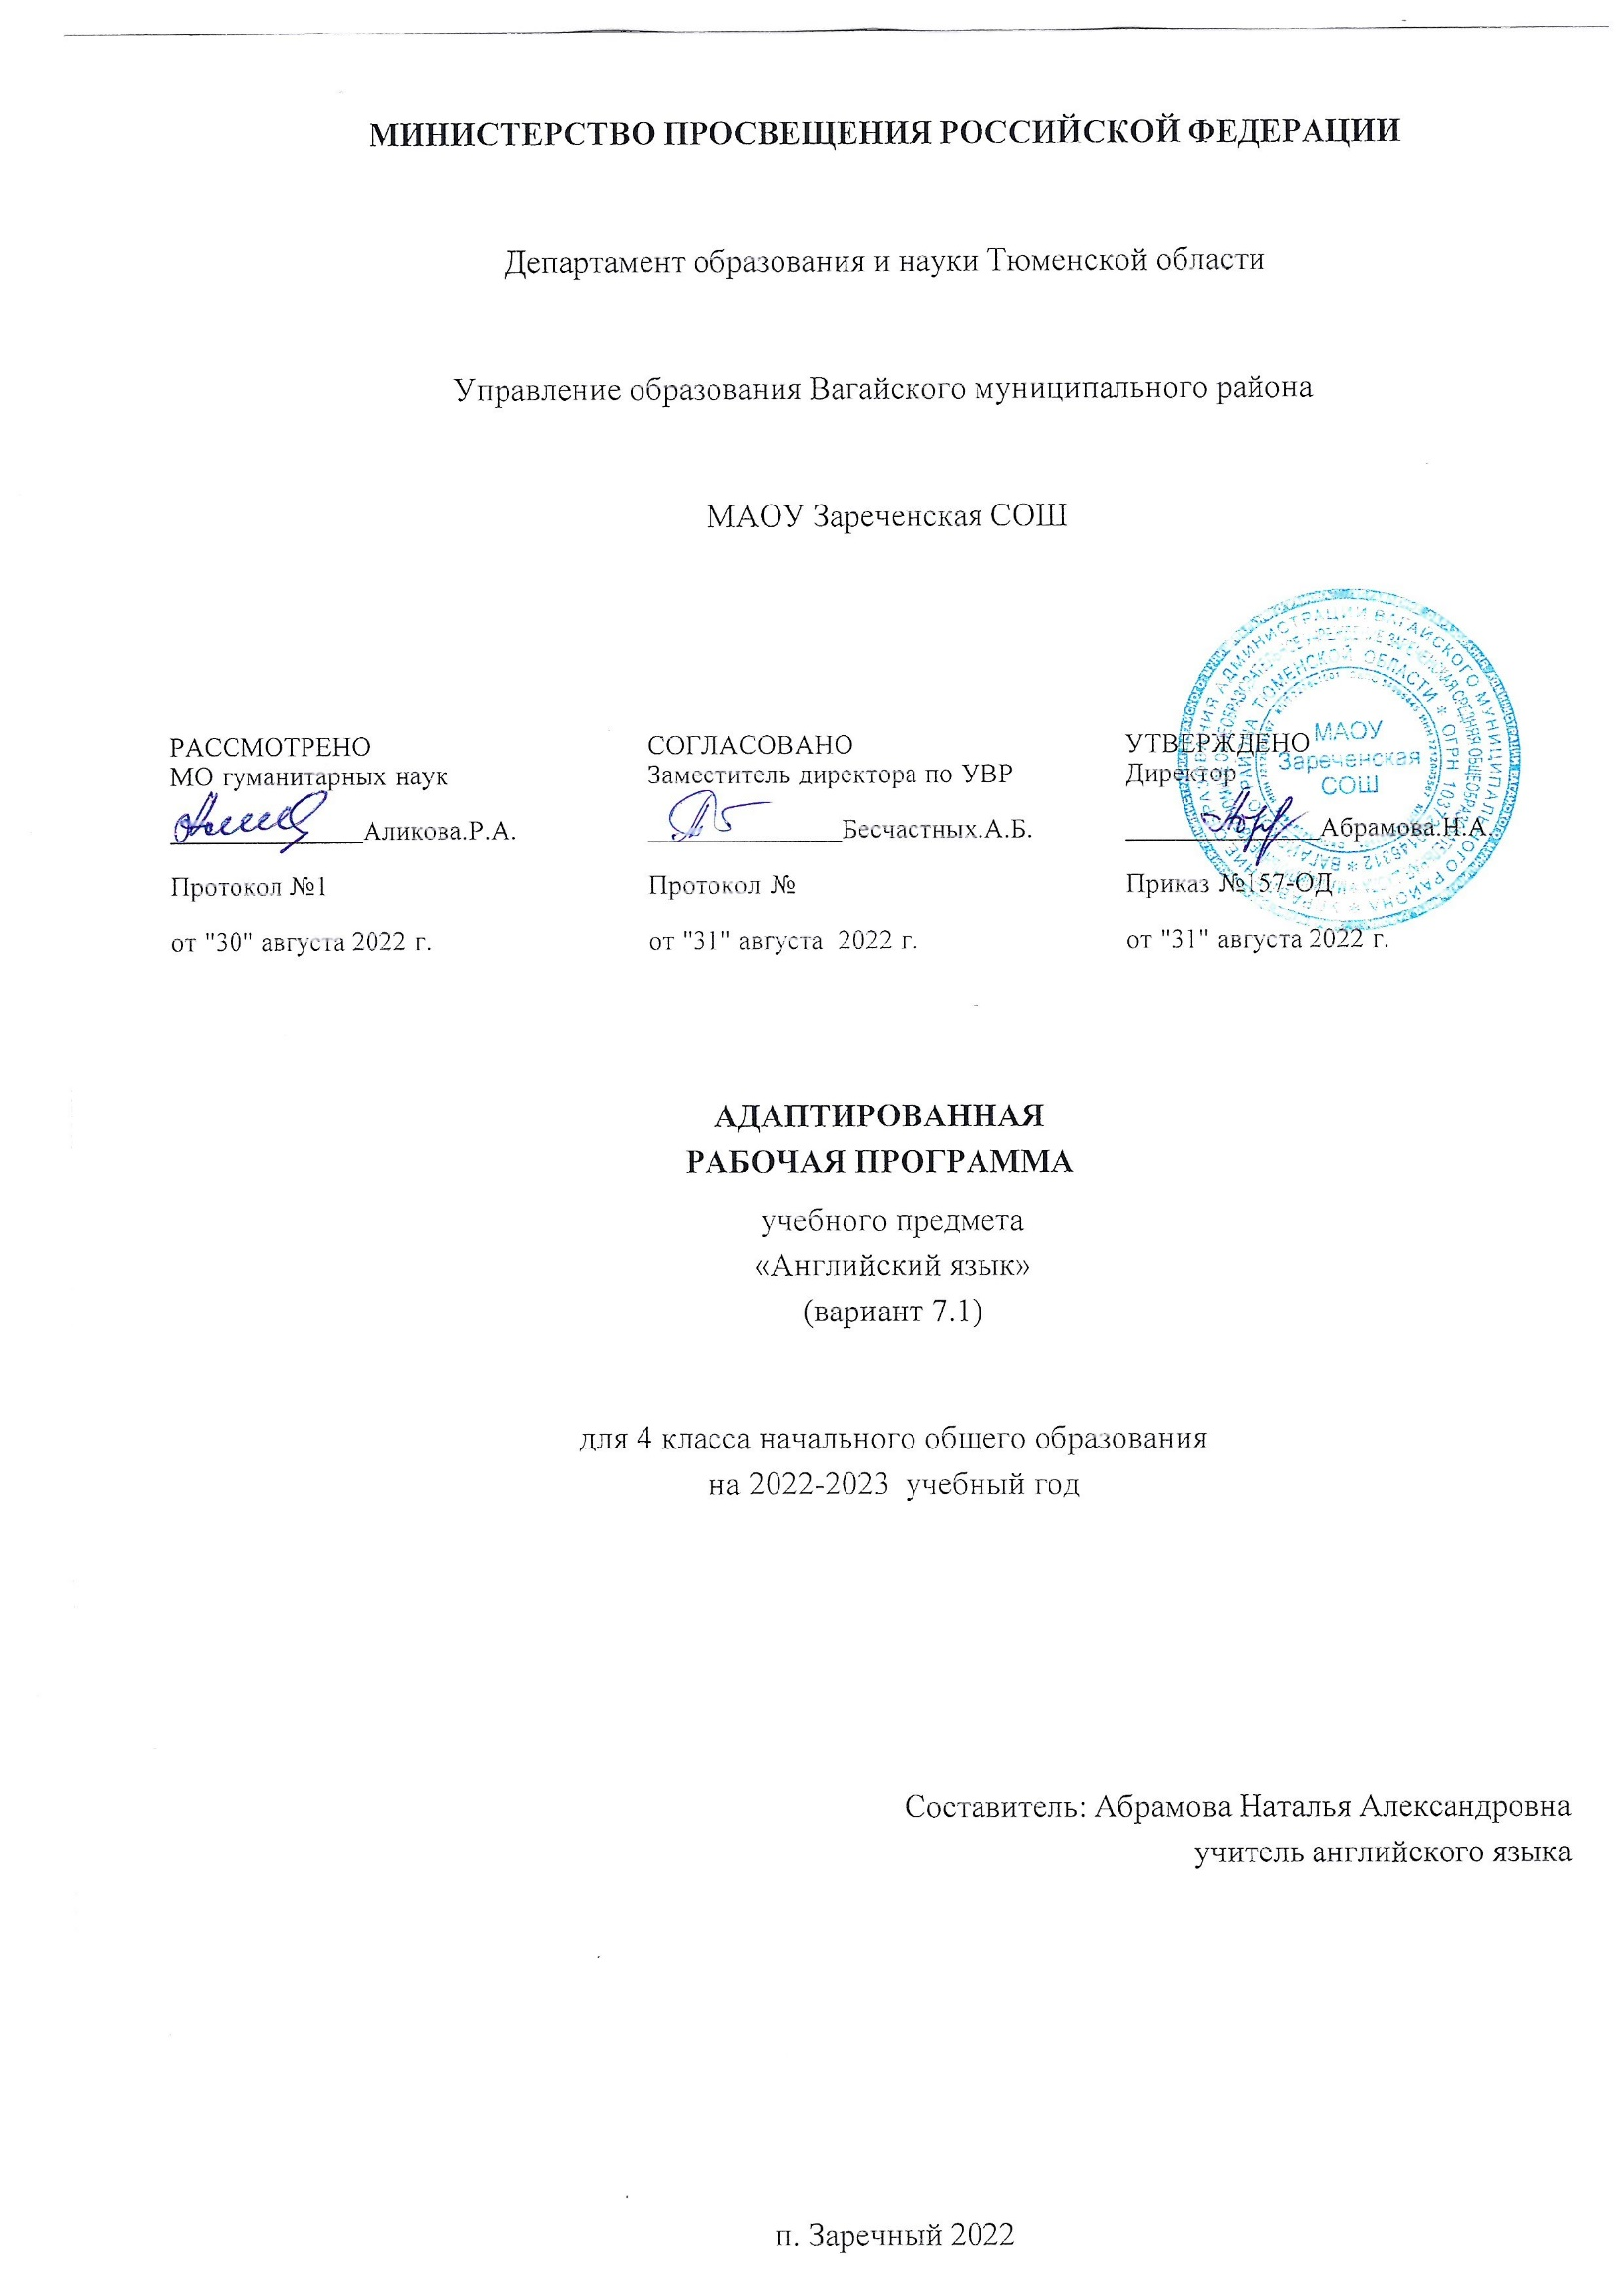 МИНИСТЕРСТВО ПРОСВЕЩЕНИЯ РОССИЙСКОЙ ФЕДЕРАЦИИ
Департамент образования и науки Тюменской области
Управление образования Вагайского муниципального района
МАОУ Зареченская СОШ
РАССМОТРЕНО
МО гуманитарных наук
______________Аликова.Р.А.
Протокол №1
от "30" августа 2022 г.
СОГЛАСОВАНО
Заместитель директора по УВР
______________Бесчастных.А.Б.
Протокол №
от "31" августа 2022 г.
УТВЕРЖДЕНО
Директор
______________Абрамова.Н.А.
Приказ №157-ОД
от "31" августа 2022 г.
МАОУ
Зареченская
СОШ
АДАПТИРОВАННАЯ
РАБОЧАЯ ПРОГРАММА
учебного предмета
«Английский язык»
(вариант 7.1)
для 4 класса начального общего образования
на 2022-2023 учебный год
Составитель: Абрамова Наталья Александровна
учитель английского языка
п. Заречный 2022